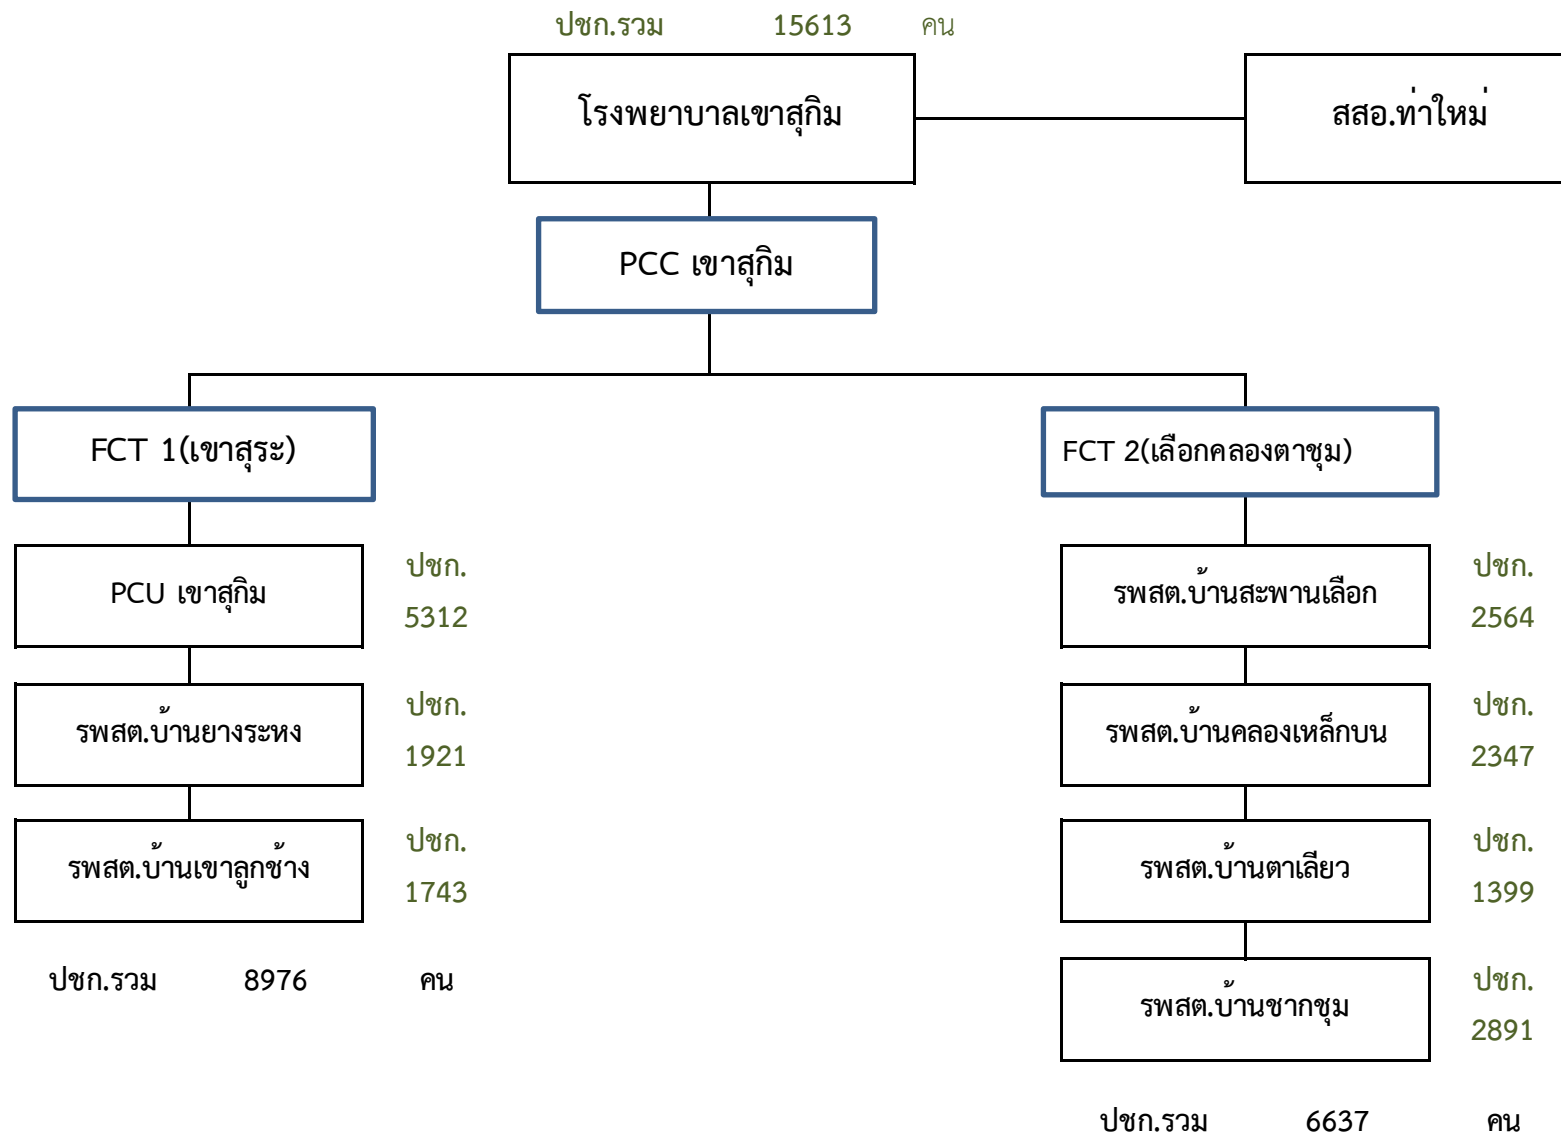 ปชก.รวม 15613 คน
โรงพยาบาลเขาสุกิม
สสอ.ท่าใหม่
PCC เขาสุกิม
FCT 1(เขาสุระ)
FCT 2(เลือกคลองตาชุม)
PCU เขาสุกิม
ปชก.
5312
รพสต.บ้านสะพานเลือก
ปชก.
2564
รพสต.บ้านยางระหง
ปชก.
1921
รพสต.บ้านคลองเหล็กบน
ปชก.
2347
รพสต.บ้านเขาลูกช้าง
ปชก.
1743
รพสต.บ้านตาเลียว
ปชก.
1399
ปชก.รวม 8976 คน
รพสต.บ้านชากชุม
ปชก.
2891
ปชก.รวม 6637 คน